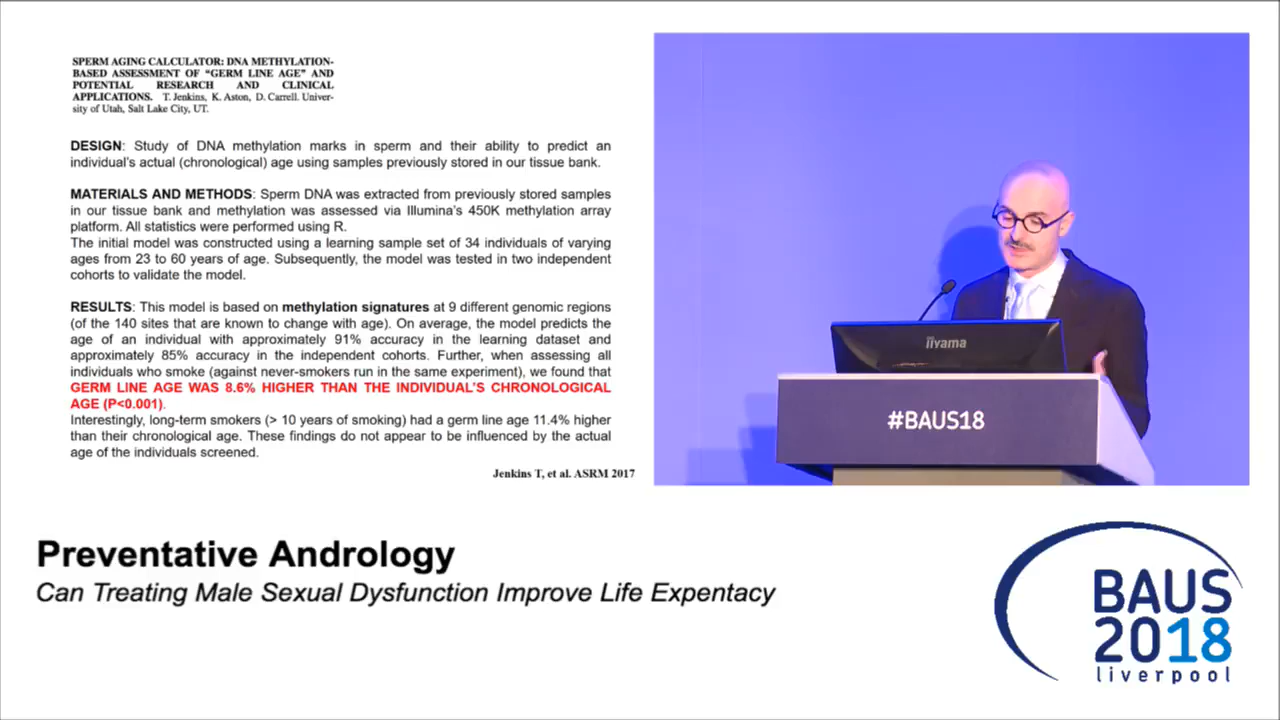 SPERM AGING CALCULATOR: DNA METHYLATION-
BASED ASSESSMENT OF "GERM LINE AGE" AND
POTENTIAL RESEARCH AND CLINICAL
APPLICATIONS. T. Jenkins, K. Aston, D. Carrell. Univer-
sity of Utah, Salt Lake City, UT.
DESIGN: Study of DNA methylation marks in sperm and their ability to predict an
individual's actual (chronological) age using samples previously stored in our tissue bank.
MATERIALS AND METHODS: Sperm DNA was extracted from previously stored samples
in our tissue bank and methylation was assessed via Illumina's 450K methylation array
platform. All statistics were performed using R.
The initial model was constructed using a learning sample set of 34 individuals of varying
ages from 23 to 60 years of age. Subsequently, the model was tested in two independent
cohorts to validate the model.
RESULTS: This model is based on methylation signatures at 9 different genomic regions
(of the 140 sites that are known to change with age). On average, the model predicts the
age of an individual with approximately 91% accuracy in the learning dataset and
approximately 85% accuracy in the independent cohorts. Further, when assessing all
individuals who smoke (against never-smokers run in the same experiment), we found that
GERM LINE AGE WAS 8.6% HIGHER THAN THE INDIVIDUAL'S CHRONOLOGICAL
AGE (P<0.001).
Interestingly, long-term smokers (> 10 years of smoking) had a germ line age 11.4% higher
than their chronological age. These findings do not appear to be influenced by the actual
age of the individuals screened.
Jenkins T, et al. ASRM 2017
iiyama
#BAUS18
Preventative Andrology
Can Treating Male Sexual Dysfunction Improve Life Expentacy
BAUS
2018
liverpool